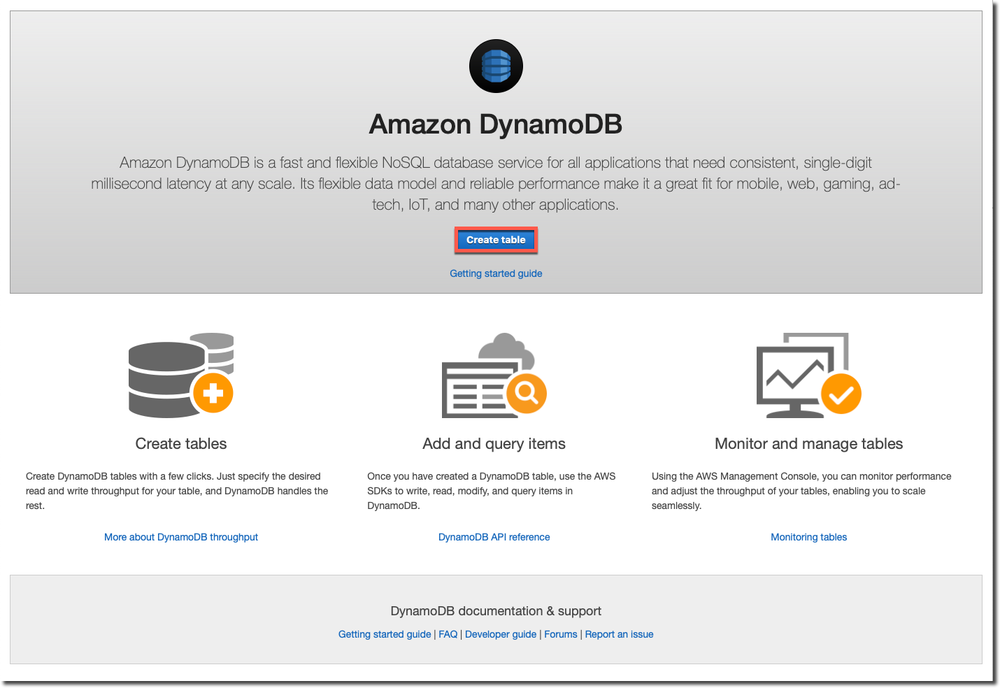 Amazon DynamoDB
Amazon DynamoDB is a fast and flexible NoSQL database service for all applications that need consistent, single-digit
millisecond latency at any scale. Its flexible data model and reliable performance make it a great fit for mobile, web, gaming, ad-
tech, IoT, and many other applications.
Create table
Getting started guide
Create tables
Create DynamoDB tables with a few clicks. Just specify the desired
read and write throughput for your table, and DynamoDB handles the
rest.
More about DynamoDB throughput
Add and query items
Once you have created a DynamoDB table, use the AWS
SDKs to write, read, modify, and query items in
DynamoDB.
DynamoDB API reference
Monitor and manage tables
Using the AWS Management Console, you can monitor performance
and adjust the throughput of your tables, enabling you to scale
seamlessly.
Monitoring tables
DynamoDB documentation & support
Getting started guide | FAQ | Developer guide | Forums | Report an issue